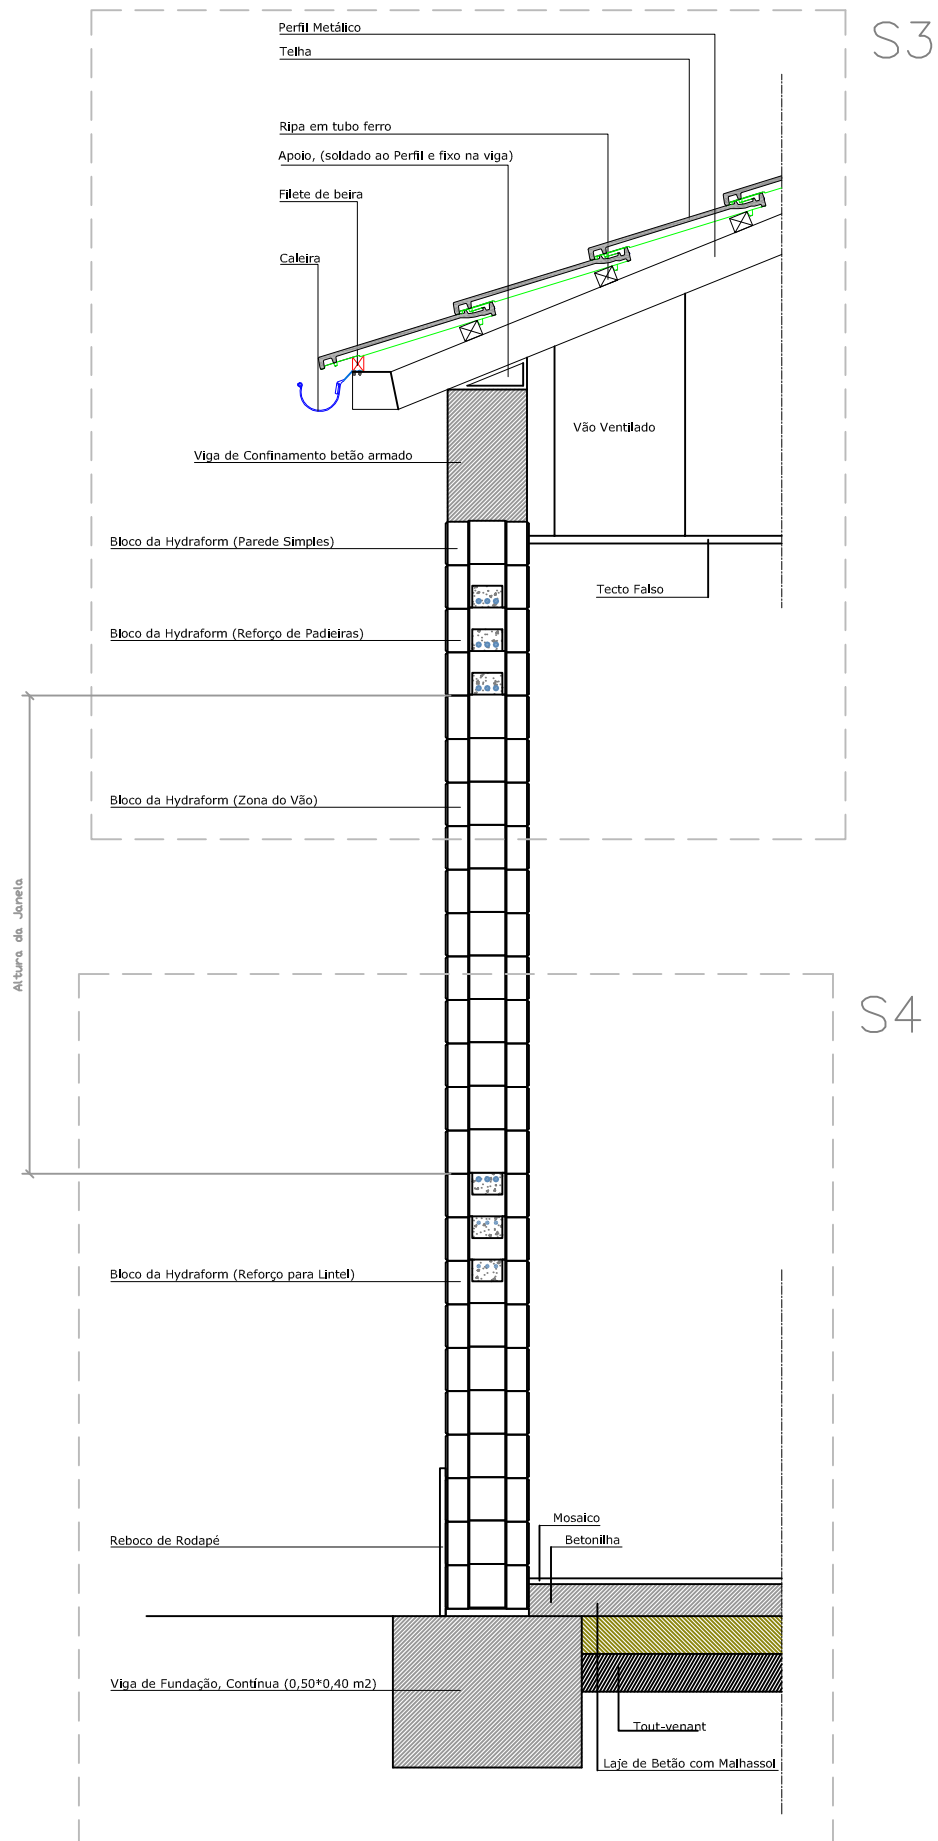 S3
Perfil Metálico
Telha
Ripa em tubo ferro
Apoio, (soldado ao Perfil e fixo na viga)
Filete de beira
Caleira
Vão Ventilado
Viga de Confinamento betão armado
Bloco da Hydraform (Parede Simples)
Tecto Falso
Bloco da Hydraform (Reforço de Padieiras)
Bloco da Hydraform (Zona do Vão)
Altura da Janela
S4
Bloco da Hydraform (Reforço para Lintel)
Mosaico
Betonilha
Reboco de Rodapé
Viga de Fundação, Contínua (0,50*0,40 m2)
Tout-venant
Laje de Betão com Malhassol